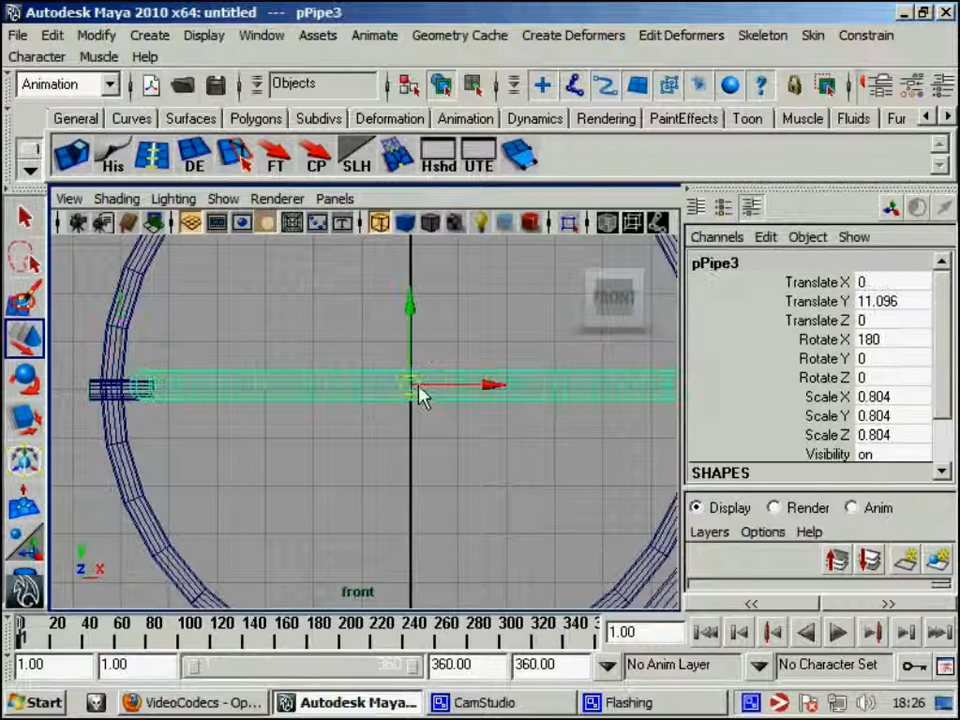 Autodesk Maya 2010 x64: untitled --- pPipe3
File Edit Modify Create Display Window Assets Animate Geometry Cache Create Deformers Edit Deformers Skeleton Skin Constrain
Character Muscle Help
Animation Objects
General Curves Surfaces Polygons Subdivs Deformation Animation Dynamics Rendering PaintEffects Toon Muscle Fluids Fur
His DE FT CP SLH Hshd UTE
View Shading Lighting Show Renderer Panels
Channels Edit Object Show
pPipe3
Translate X 0
Translate Y 11.096
Translate Z 0
Rotate X 180
Rotate Y 0
Rotate Z 0
Scale X 0.804
Scale Y 0.804
Scale Z 0.804
Visibility on
SHAPES
FRONT
y
z x
front
Display Render Anim
Layers Options Help
<< >>
1 20 40 60 80 100 120 140 160 180 200 220 240 260 280 300 320 340 3
1.00
1.00 1.00 360 360.00 360.00 No Anim Layer No Character Set
Start VideoCodecs - Op... Autodesk Maya... CamStudio Flashing 18:26